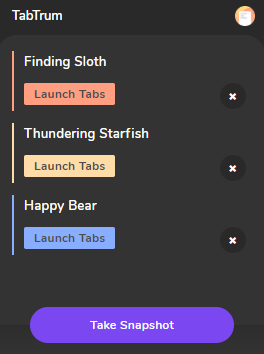 TabTrum
Finding Sloth
Launch Tabs
Thundering Starfish
Launch Tabs
Happy Bear
Launch Tabs
Take Snapshot